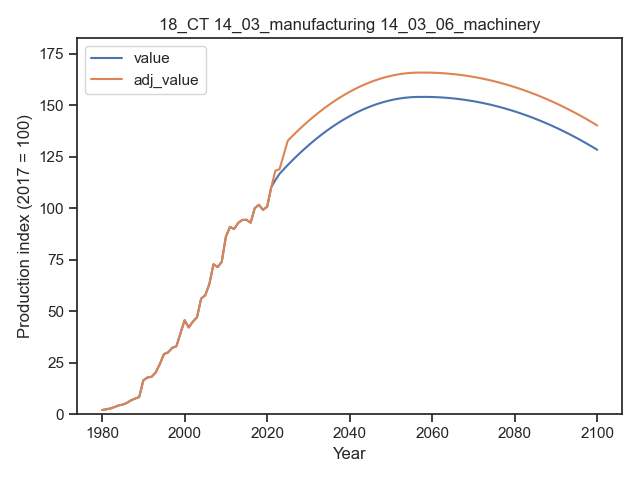 18_CT 14_03_manufacturing 14_03_06_machinery
value
adj_value
Production index (2017 = 100)
175
150
125
100
75
50
25
0
1980 2000 2020 2040 2060 2080 2100
Year